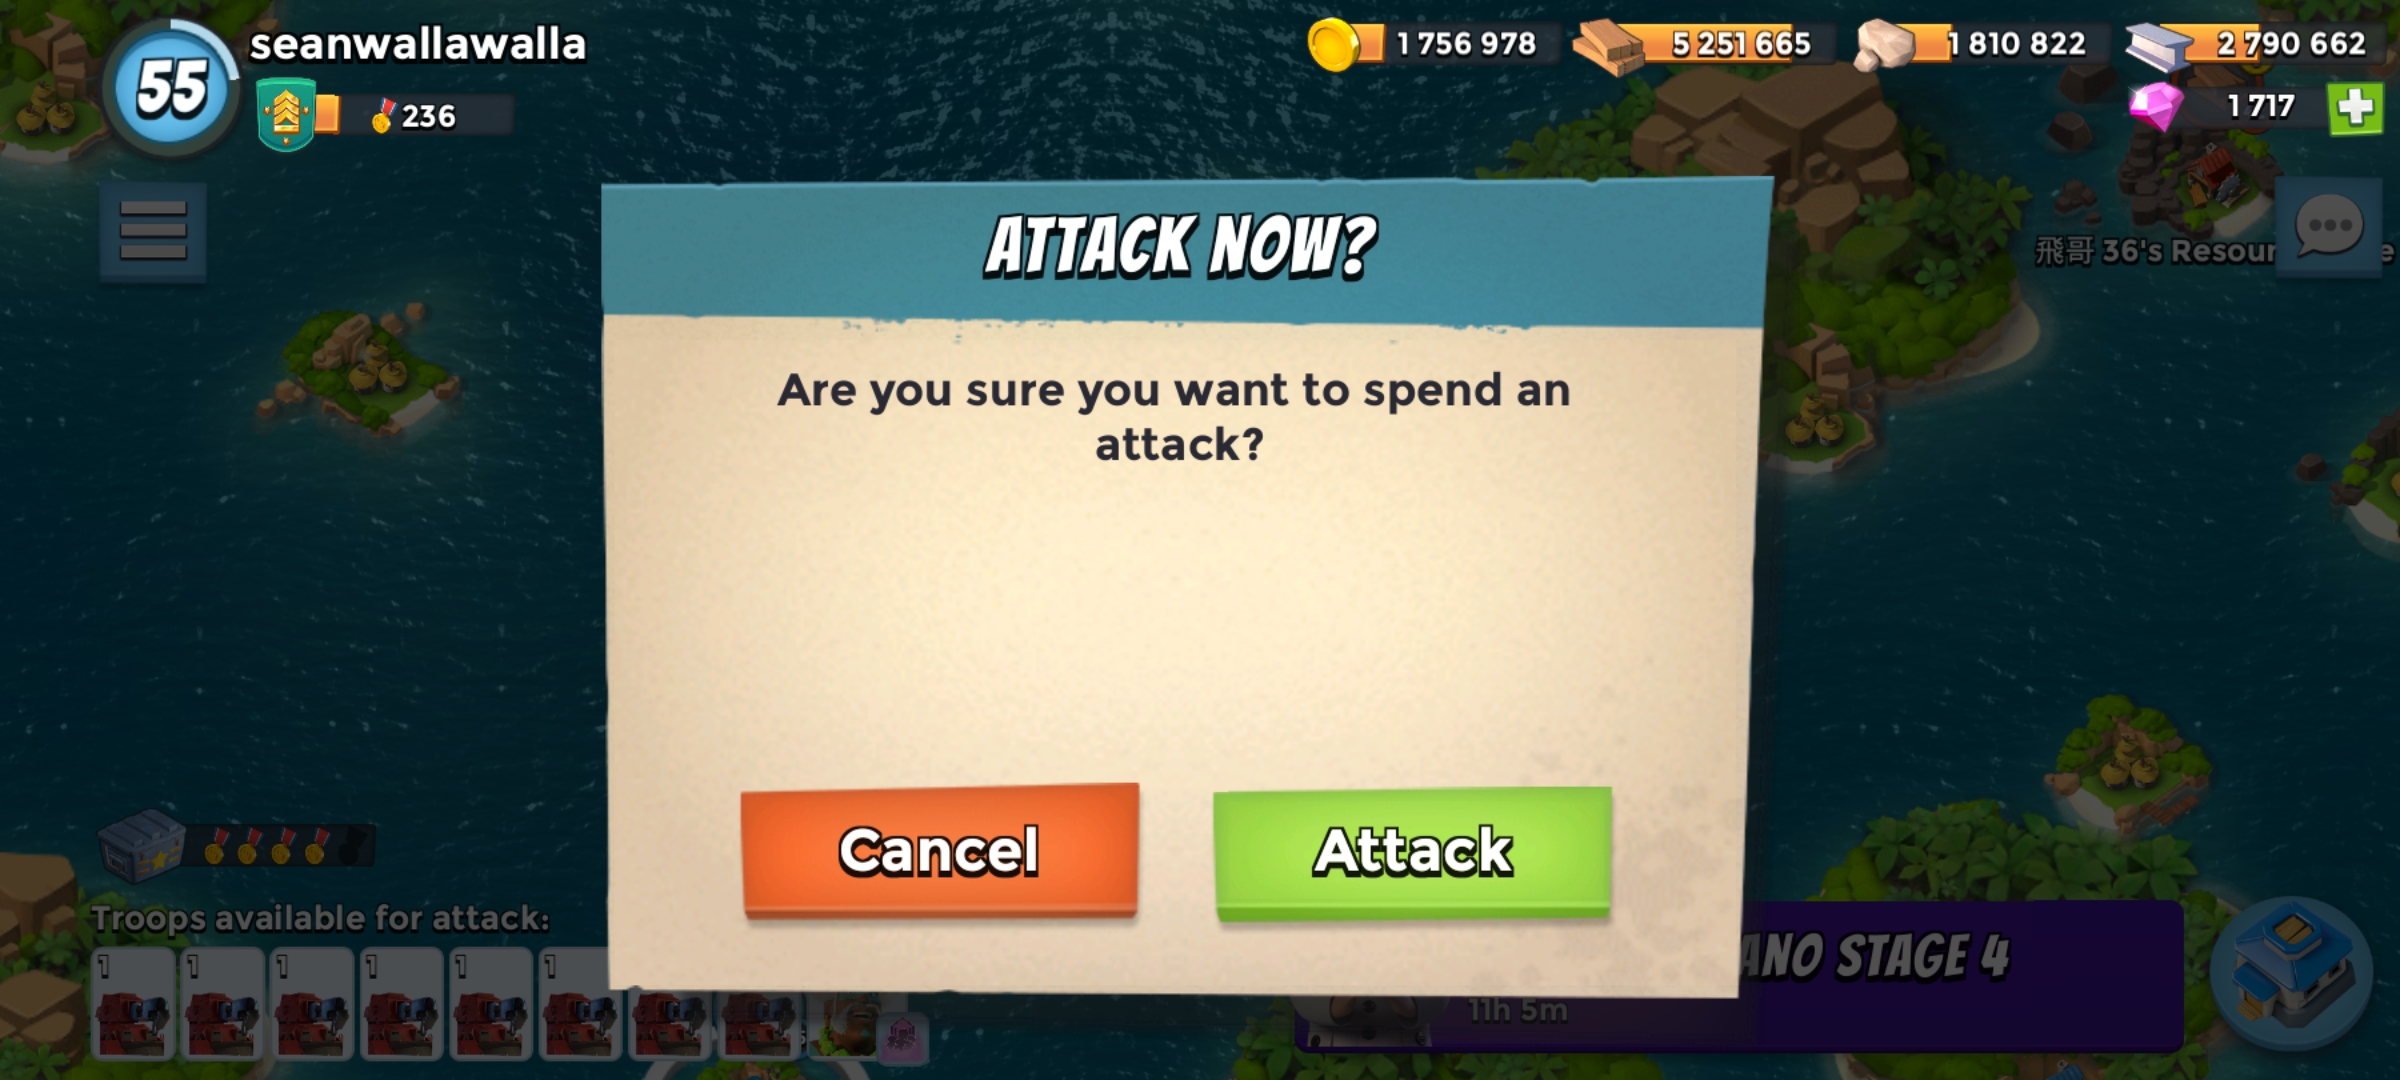 55
seanwallawalla
236
1 756 978
5 251 665
1 810 822
2 790 662
1 717
飛哥 36's Resour
ATTACK NOW?
Are you sure you want to spend an
attack?
Cancel
Attack
Troops available for attack:
1 1 1 1 1 1
ANO STAGE 4
11h 5m